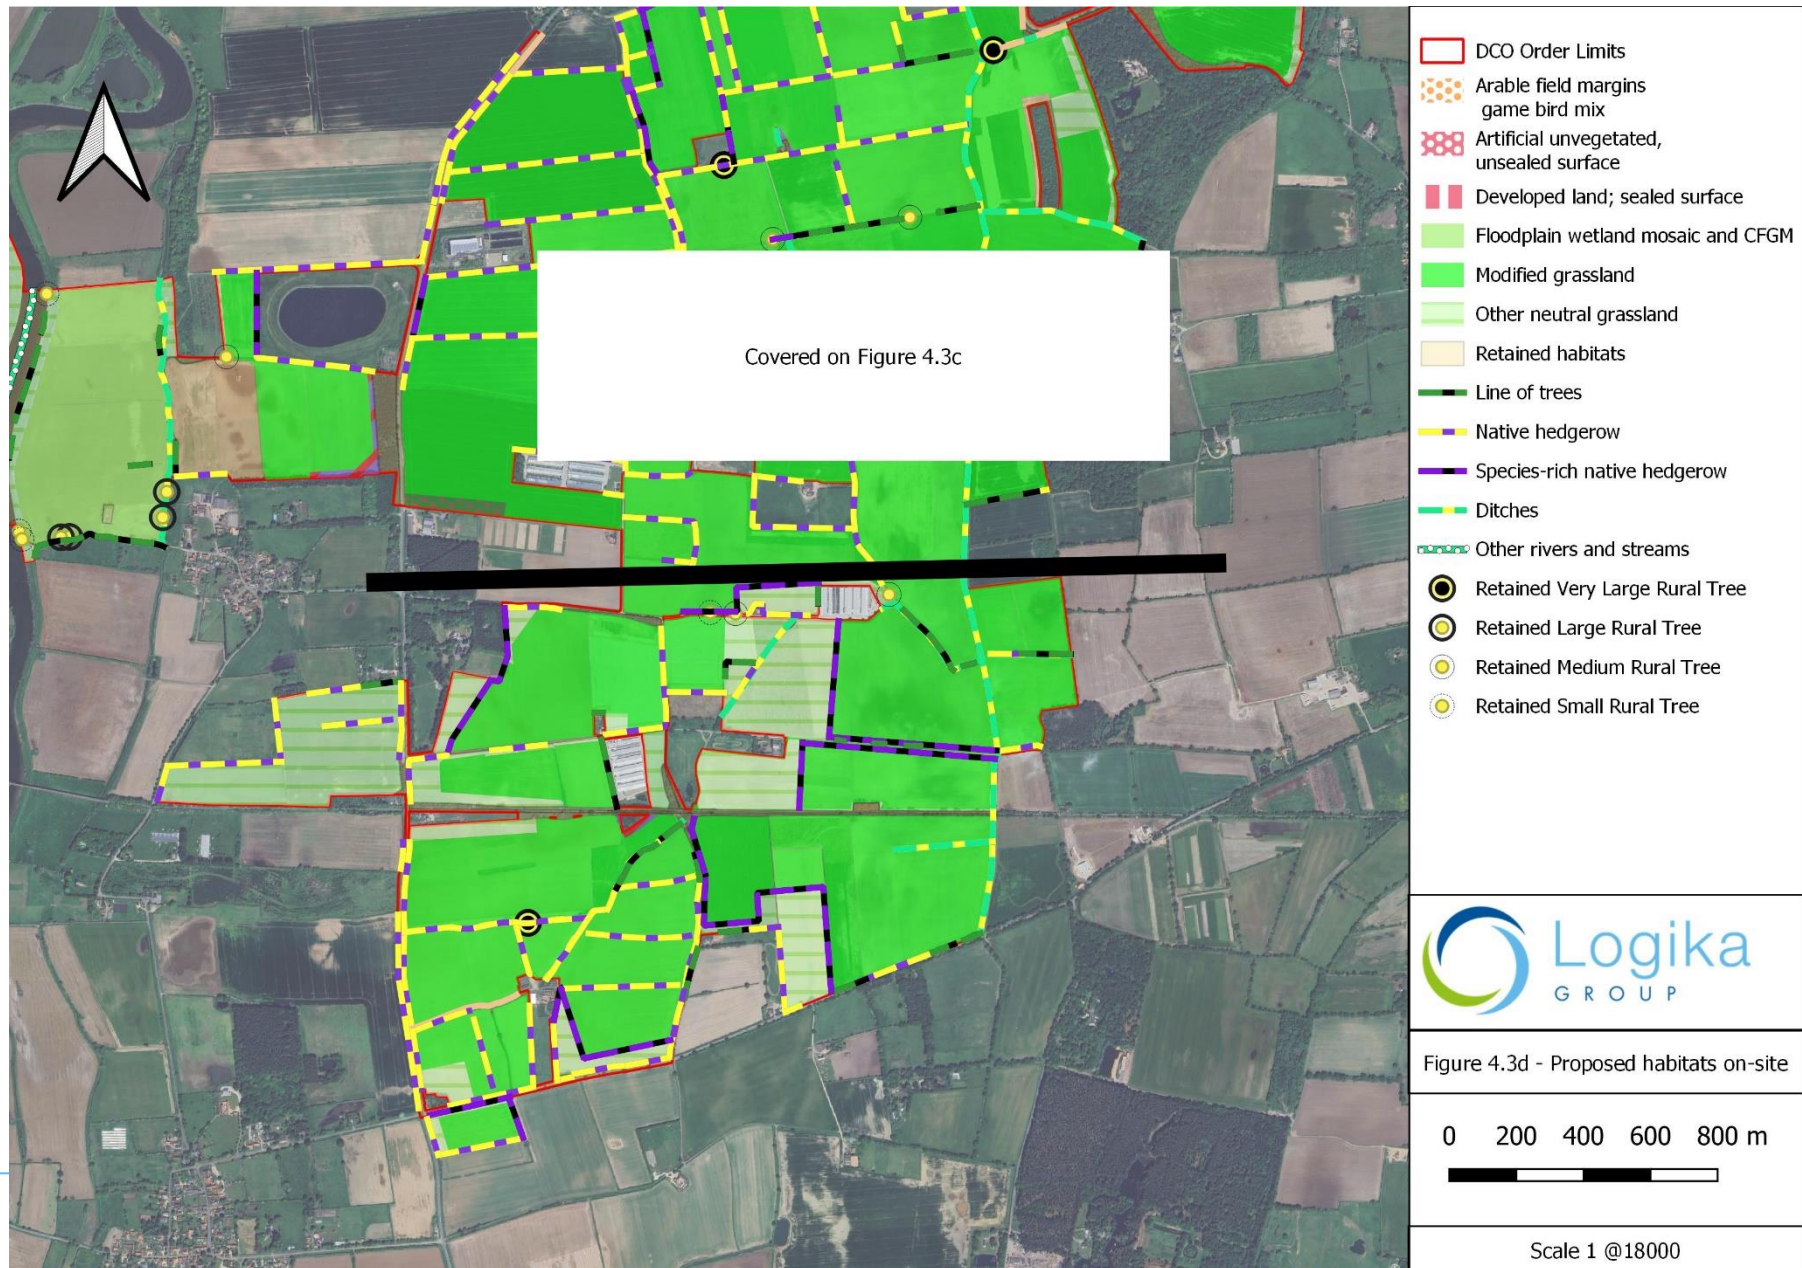 Covered on Figure 4.3c
DCO Order Limits
Arable field margins
game bird mix
Artificial unvegetated,
unsealed surface
Developed land; sealed surface
Floodplain wetland mosaic and CFGM
Modified grassland
Other neutral grassland
Retained habitats
Line of trees
Native hedgerow
Species-rich native hedgerow
Ditches
Other rivers and streams
Retained Very Large Rural Tree
Retained Large Rural Tree
Retained Medium Rural Tree
Retained Small Rural Tree
Logika
GROUP
Figure 4.3d - Proposed habitats on-site
0 200 400 600 800 m
Scale 1 @18000